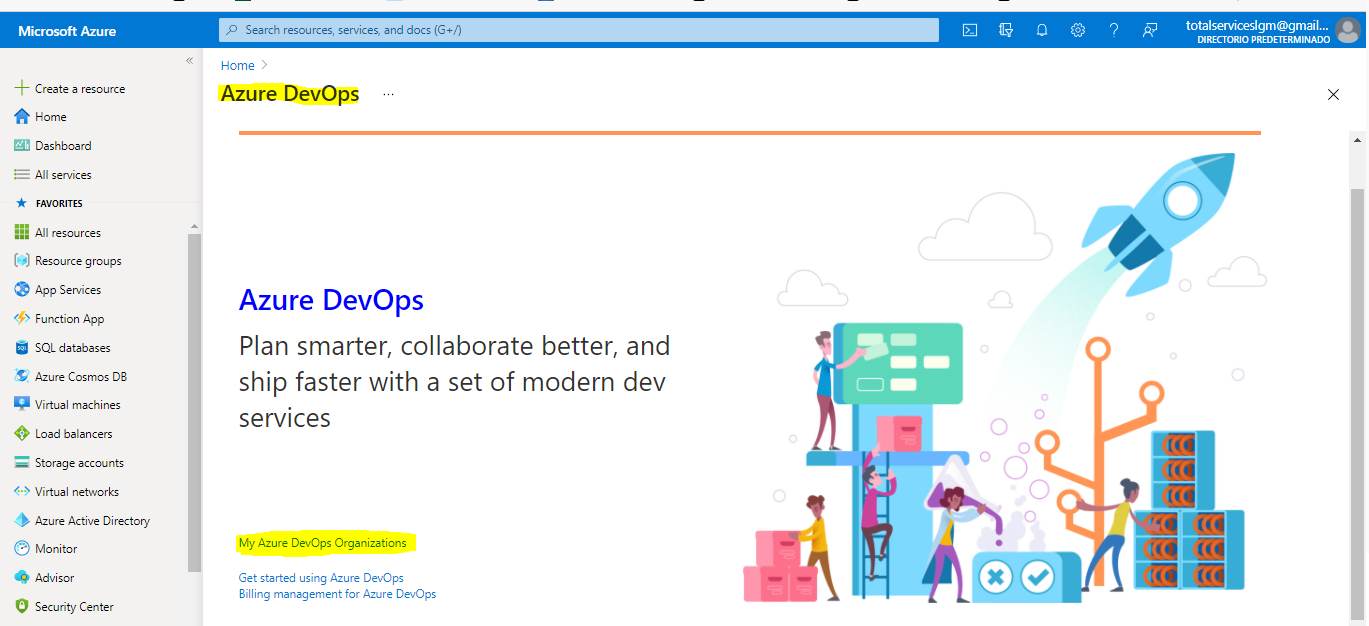 Microsoft Azure
Search resources, services, and docs (G+/)
totalserviceslgm@gmail...
DIRECTORIO PREDETERMINADO
«
Create a resource
Home
Dashboard
All services
FAVORITES
All resources
Resource groups
App Services
Function App
SQL databases
Azure Cosmos DB
Virtual machines
Load balancers
Storage accounts
Virtual networks
Azure Active Directory
Monitor
Advisor
Security Center
Home >
Azure DevOps ...
Azure DevOps
Plan smarter, collaborate better, and
ship faster with a set of modern dev
services
My Azure DevOps Organizations
Get started using Azure DevOps
Billing management for Azure DevOps